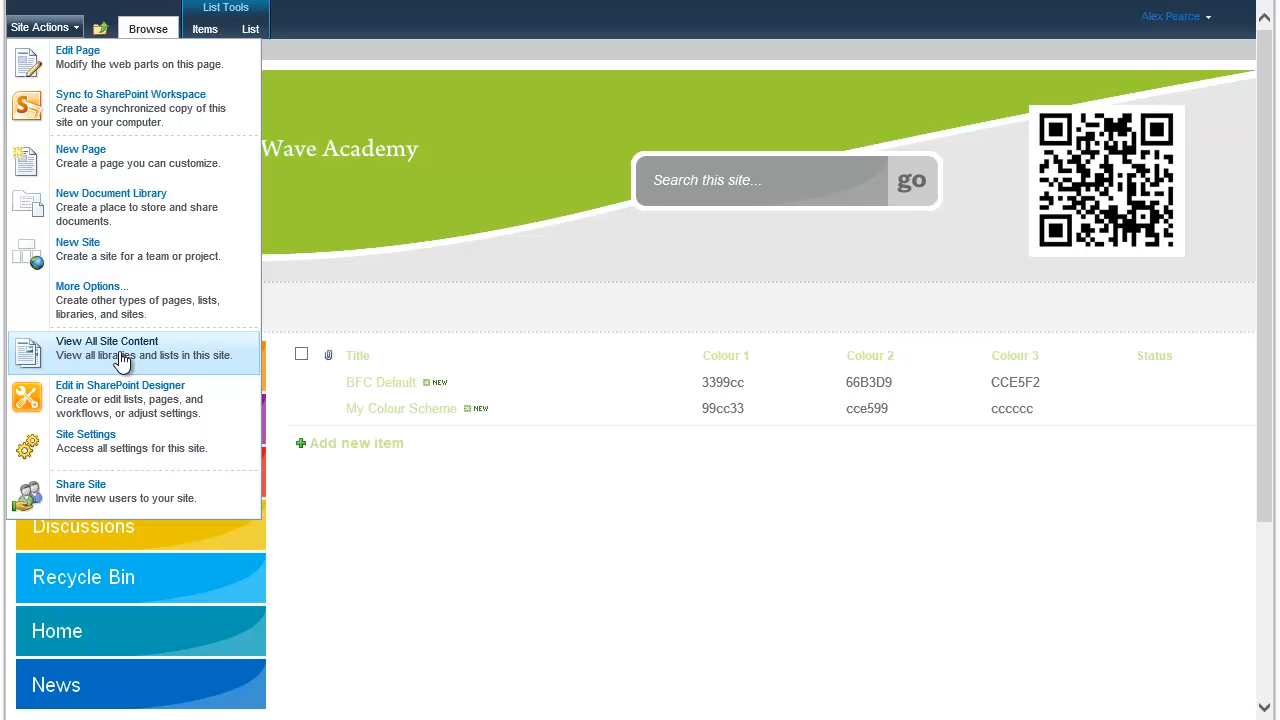 List Tools
Site Actions
Browse
Items
List
Alex Pearce
Edit Page
Modify the web parts on this page.
Sync to SharePoint Workspace
Create a synchronized copy of this
site on your computer.
New Page
Create a page you can customize.
New Document Library
Create a place to store and share
documents.
New Site
Create a site for a team or project.
More Options...
Create other types of pages, lists,
libraries, and sites.
View All Site Content
View all libraries and lists in this site.
Edit in SharePoint Designer
Create or edit lists, pages, and
workflows, or adjust settings.
Site Settings
Access all settings for this site.
Share Site
Invite new users to your site.
Wave Academy
Search this site...
go
Title Colour 1 Colour 2 Colour 3 Status
BFC Default NEW 3399cc 66B3D9 CCE5F2
My Colour Scheme NEW 99cc33 cce599 cccccc
Add new item
Discussions
Recycle Bin
Home
News